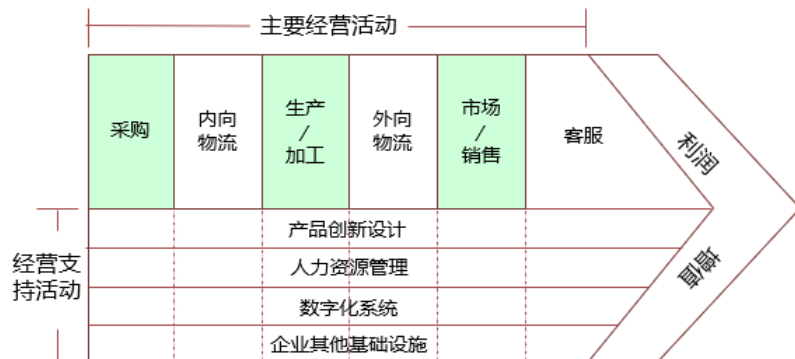 主要经营活动
采购
内向
物流
生产
/
加工
外向
物流
市场
/
销售
客服
利润
增值
经营支
持活动
产品创新设计
人力资源管理
数字化系统
企业其他基础设施